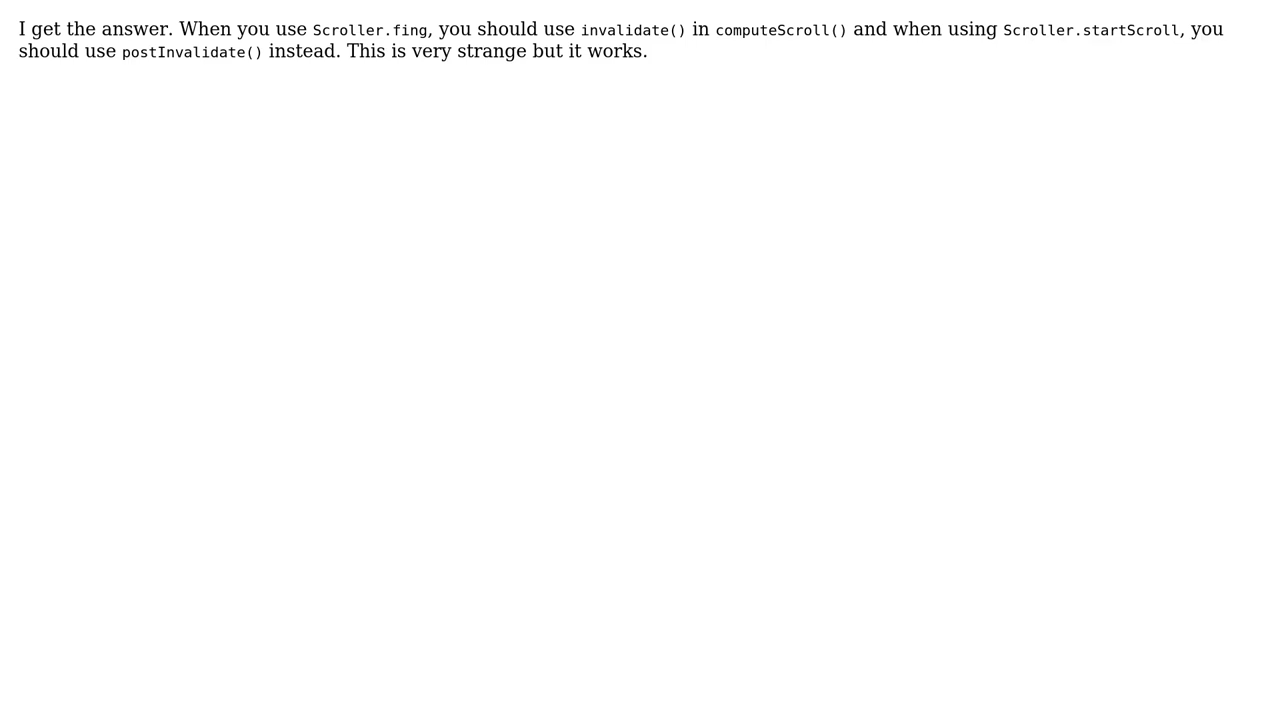 I get the answer. When you use Scroller.fing, you should use invalidate() in computeScroll() and when using Scroller.startScroll, you
should use postInvalidate() instead. This is very strange but it works.